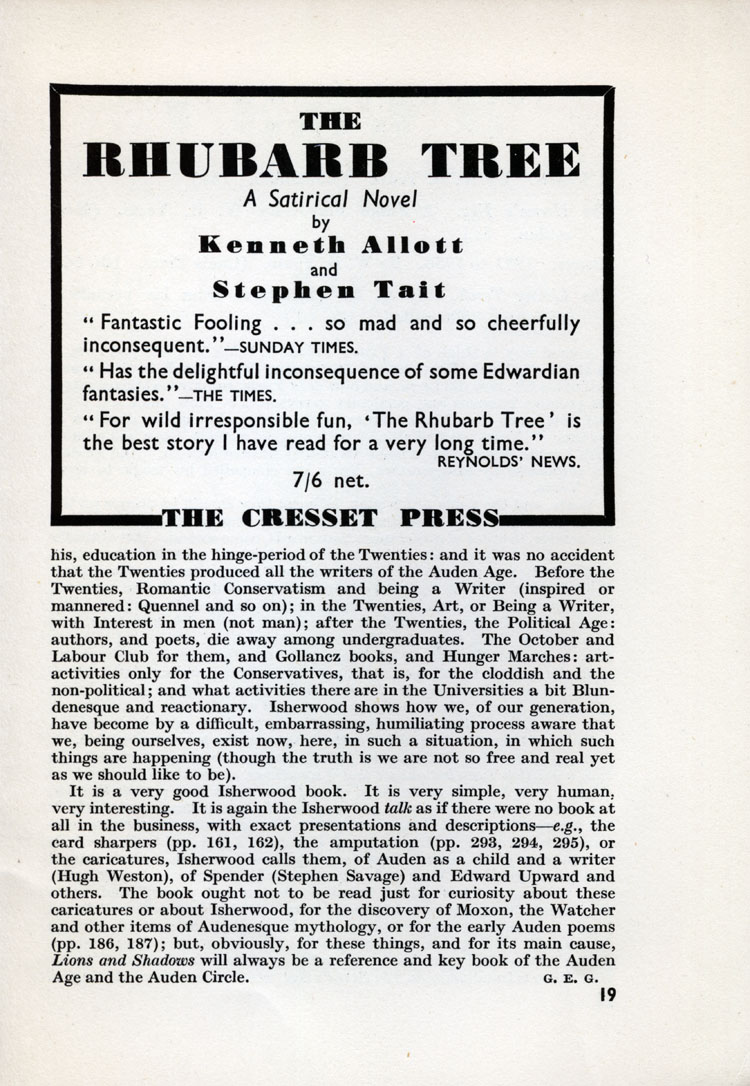 THE
RHUBARB TREE
A Satirical Novel
by
Kenneth Allott
and
Stephen Tait
“ Fantastic Fooling . . . so mad and so cheerfully
inconsequent.”—SUNDAY TIMES.
“ Has the delightful inconsequence of some Edwardian
fantasies.”—THE TIMES.
“ For wild irresponsible fun, ‘The Rhubarb Tree’ is
the best story I have read for a very long time.”
REYNOLDS’ NEWS.
7/6 net.
THE CRESSET PRESS
his, education in the hinge-period of the Twenties: and it was no accident
that the Twenties produced all the writers of the Auden Age. Before the
Twenties, Romantic Conservatism and being a Writer (inspired or
mannered: Quennel and so on); in the Twenties, Art, or Being a Writer,
with Interest in men (not man); after the Twenties, the Political Age:
authors, and poets, die away among undergraduates. The October and
Labour Club for them, and Gollancz books, and Hunger Marches: art-
activities only for the Conservatives, that is, for the cloddish and the
non-political; and what activities there are in the Universities a bit Blun-
denesque and reactionary. Isherwood shows how we, of our generation,
have become by a difficult, embarrassing, humiliating process aware that
we, being ourselves, exist now, here, in such a situation, in which such
things are happening (though the truth is we are not so free and real yet
as we should like to be).
It is a very good Isherwood book. It is very simple, very human,
very interesting. It is again the Isherwood talk as if there were no book at
all in the business, with exact presentations and descriptions—e.g., the
card sharpers (pp. 161, 162), the amputation (pp. 293, 294, 295), or
the caricatures, Isherwood calls them, of Auden as a child and a writer
(Hugh Weston), of Spender (Stephen Savage) and Edward Upward and
others. The book ought not to be read just for curiosity about these
caricatures or about Isherwood, for the discovery of Moxon, the Watcher
and other items of Audenesque mythology, or for the early Auden poems
(pp. 186, 187); but, obviously, for these things, and for its main cause,
Lions and Shadows will always be a reference and key book of the Auden
Age and the Auden Circle. G. E. G.
19